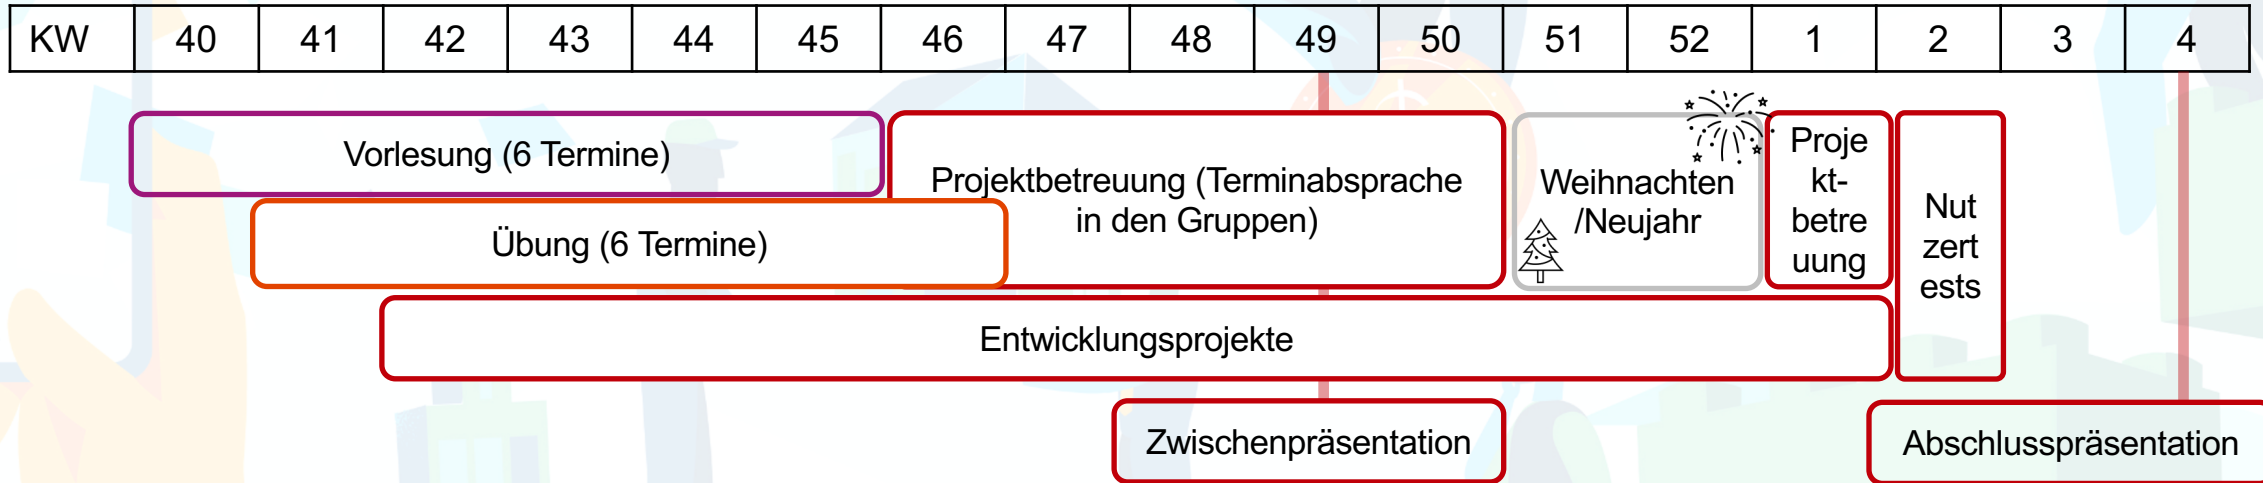 KW 40 41 42 43 44 45 46 47 48 49 50 51 52 1 2 3 4
Vorlesung (6 Termine)
Übung (6 Termine)
Projektbetreuung (Terminabsprache
in den Gruppen)
Weihnachten
/Neujahr
Proje
kt-
betre
uung
Nut
zert
ests
Entwicklungsprojekte
Zwischenpräsentation
Abschlusspräsentation